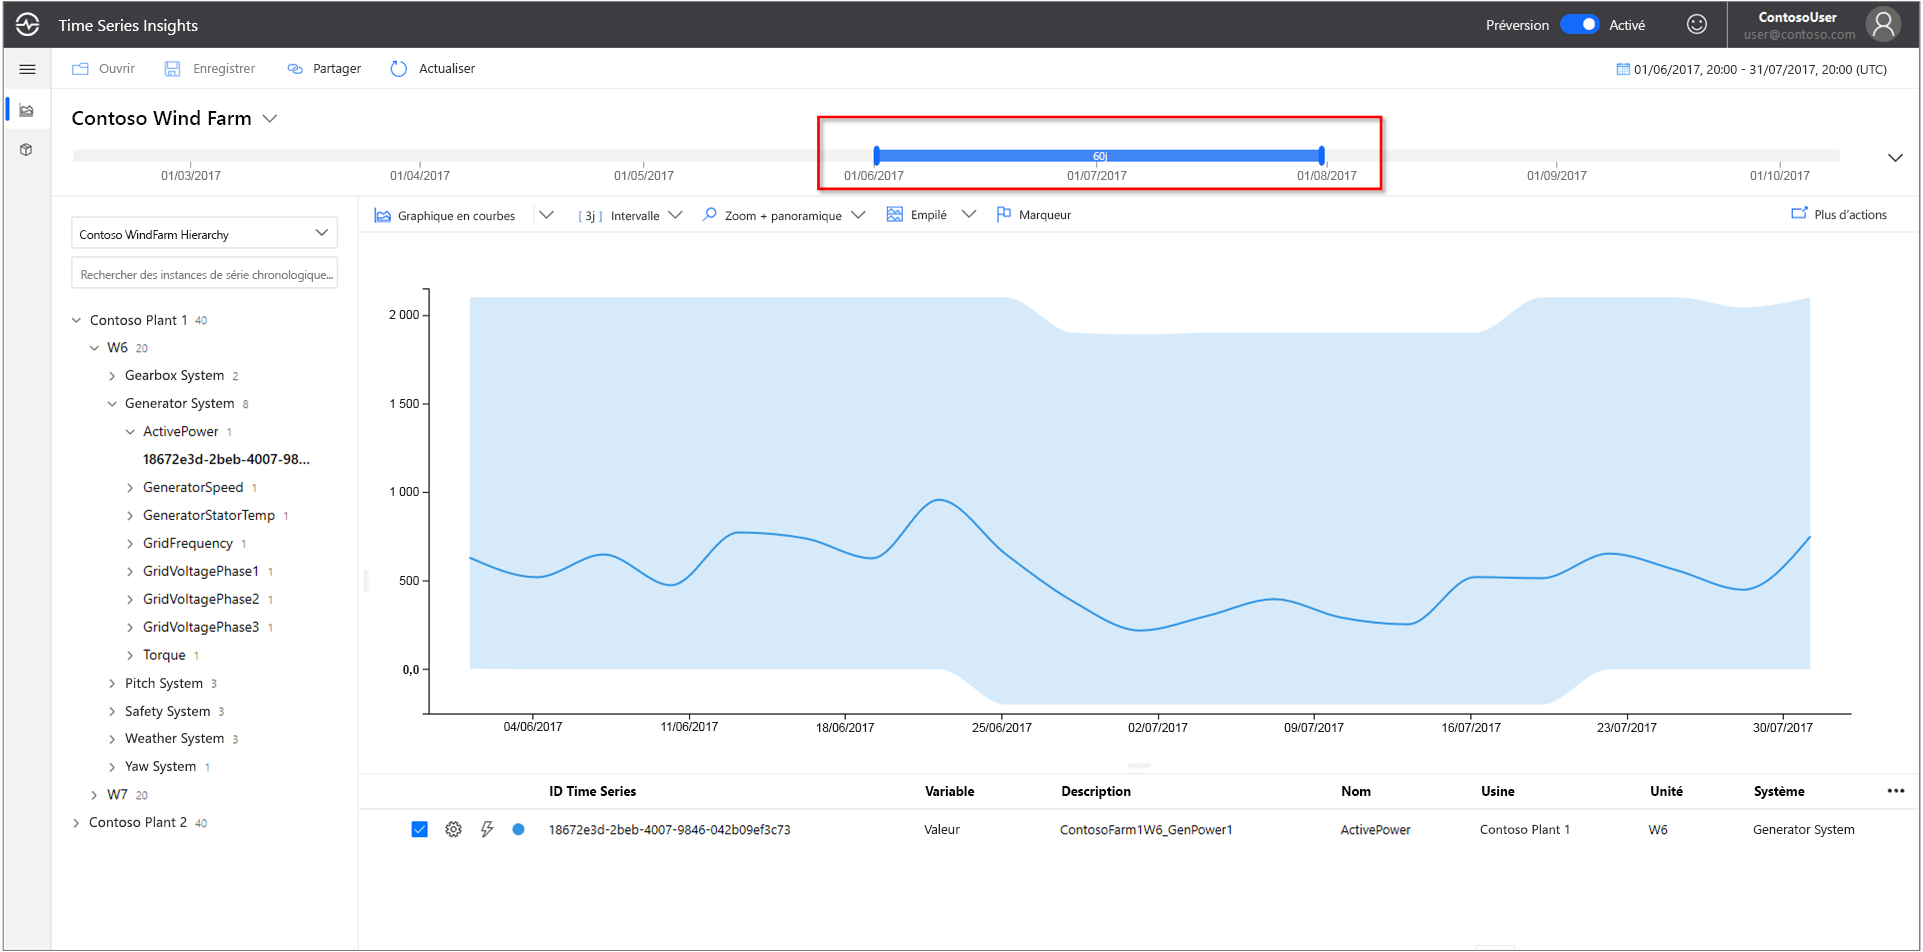 Time Series Insights
Préversion Activé
ContosoUser
user@contoso.com
Ouvrir Enregistrer Partager Actualiser
01/06/2017, 20:00 - 31/07/2017, 20:00 (UTC)
Contoso Wind Farm
60j
01/03/2017 01/04/2017 01/05/2017 01/06/2017 01/07/2017 01/08/2017 01/09/2017 01/10/2017
Graphique en courbes [ 3j ] Intervalle Zoom + panoramique Empilé Marqueur Plus d'actions
Contoso WindFarm Hierarchy
Rechercher des instances de série chronologique...
Contoso Plant 1 40
W6 20
Gearbox System 2
Generator System 8
ActivePower 1
18672e3d-2beb-4007-98...
GeneratorSpeed 1
GeneratorStatorTemp 1
GridFrequency 1
GridVoltagePhase1 1
GridVoltagePhase2 1
GridVoltagePhase3 1
Torque 1
Pitch System 3
Safety System 3
Weather System 3
Yaw System 1
W7 20
Contoso Plant 2 40
2 000
1 500
1 000
500
0,0
04/06/2017 11/06/2017 18/06/2017 25/06/2017 02/07/2017 09/07/2017 16/07/2017 23/07/2017 30/07/2017
ID Time Series Variable Description Nom Usine Unité Système
18672e3d-2beb-4007-9846-042b09ef3c73 Valeur ContosoFarm1W6_GenPower1 ActivePower Contoso Plant 1 W6 Generator System